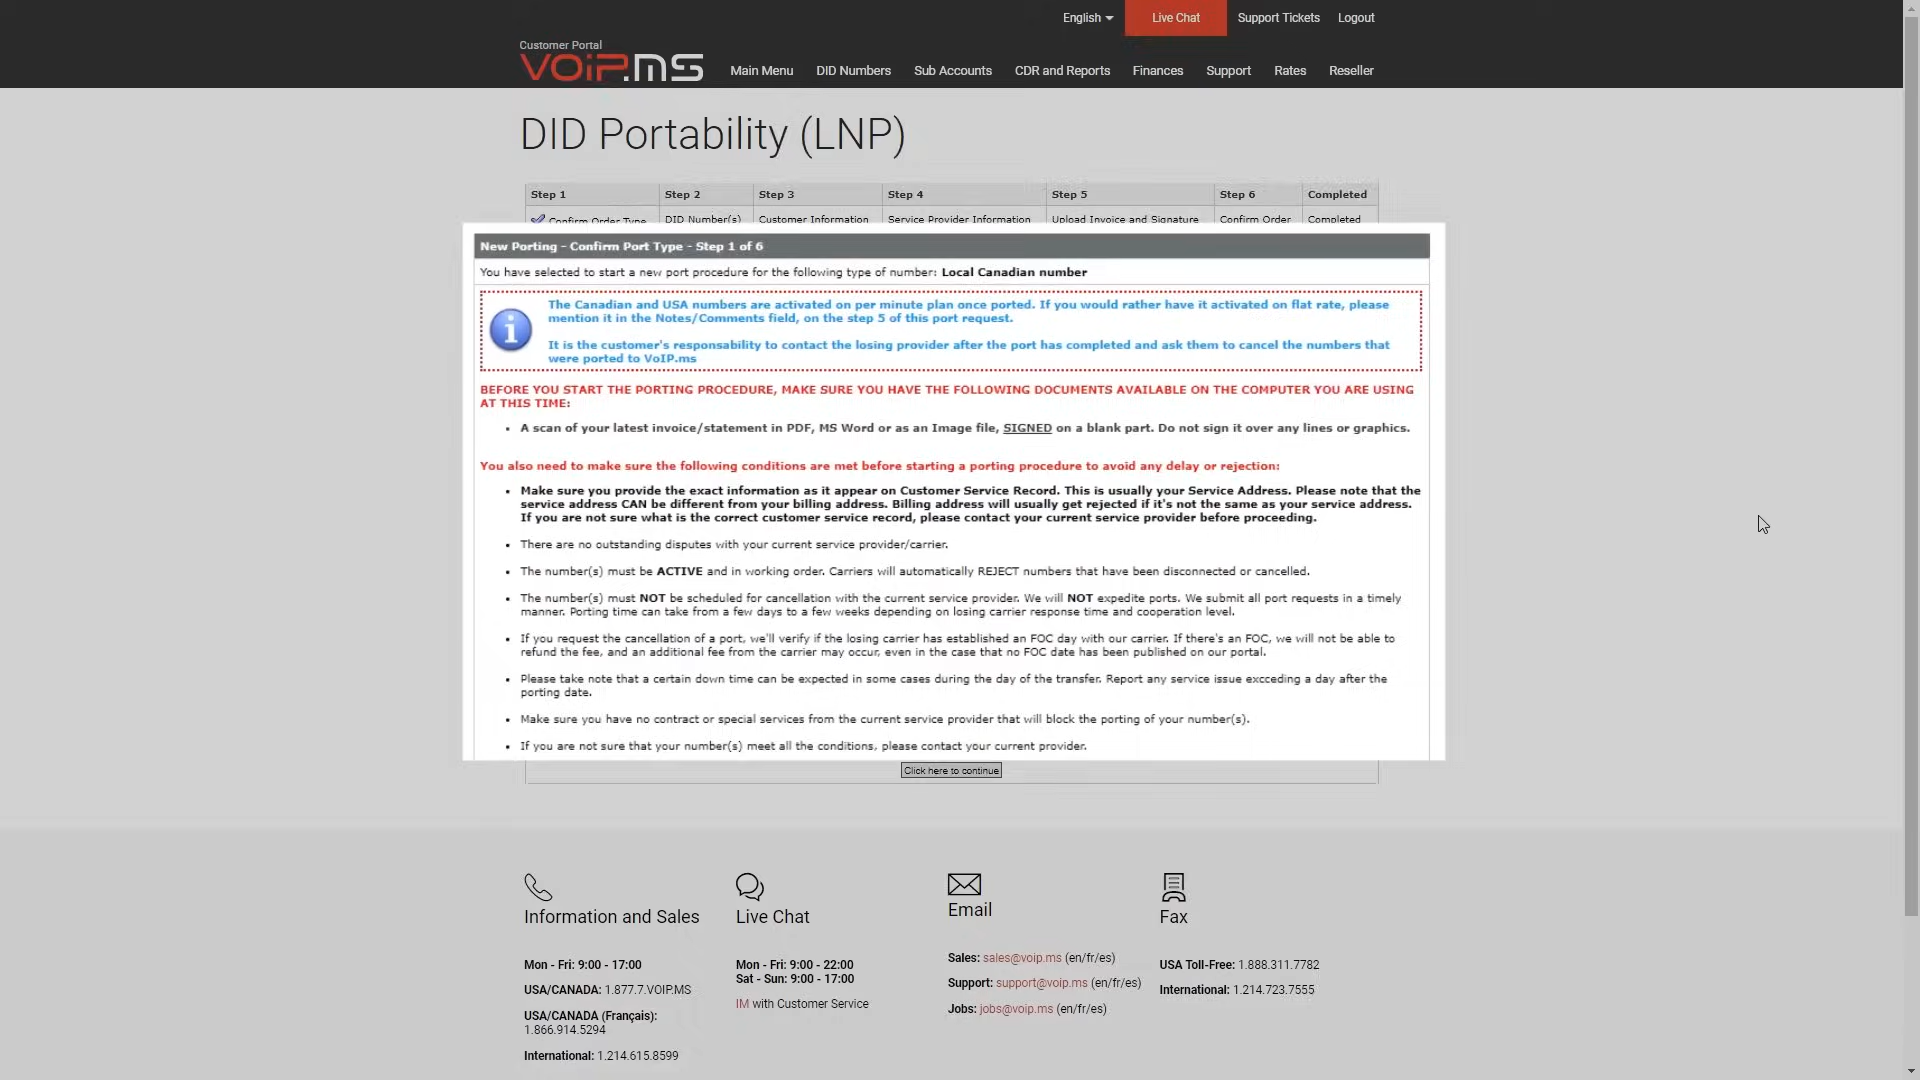 English
Live Chat
Support Tickets
Logout
Customer Portal
VOiP.MS
Main Menu
DID Numbers
Sub Accounts
CDR and Reports
Finances
Support
Rates
Reseller
DID Portability (LNP)
Step 1 Step 2 Step 3 Step 4 Step 5 Step 6 Completed
Confirm Order Type DID Number(s) Customer Information Service Provider Information Upload Invoice and Signature Confirm Order Completed
New Porting - Confirm Port Type - Step 1 of 6
You have selected to start a new port procedure for the following type of number: Local Canadian number
The Canadian and USA numbers are activated on per minute plan once ported. If you would rather have it activated on flat rate, please
mention it in the Notes/Comments field, on the step 5 of this port request.
It is the customer's responsability to contact the losing provider after the port has completed and ask them to cancel the numbers that
were ported to VoIP.ms
BEFORE YOU START THE PORTING PROCEDURE, MAKE SURE YOU HAVE THE FOLLOWING DOCUMENTS AVAILABLE ON THE COMPUTER YOU ARE USING
AT THIS TIME:
• A scan of your latest invoice/statement in PDF, MS Word or as an Image file, SIGNED on a blank part. Do not sign it over any lines or graphics.
You also need to make sure the following conditions are met before starting a porting procedure to avoid any delay or rejection:
• Make sure you provide the exact information as it appear on Customer Service Record. This is usually your Service Address. Please note that the
service address CAN be different from your billing address. Billing address will usually get rejected if it's not the same as your service address.
If you are not sure what is the correct customer service record, please contact your current service provider before proceeding.
• There are no outstanding disputes with your current service provider/carrier.
• The number(s) must be ACTIVE and in working order. Carriers will automatically REJECT numbers that have been disconnected or cancelled.
• The number(s) must NOT be scheduled for cancellation with the current service provider. We will NOT expedite ports. We submit all port requests in a timely
manner. Porting time can take from a few days to a few weeks depending on losing carrier response time and cooperation level.
• If you request the cancellation of a port, we'll verify if the losing carrier has established an FOC day with our carrier. If there's an FOC, we will not be able to
refund the fee, and an additional fee from the carrier may occur, even in the case that no FOC date has been published on our portal.
• Please take note that a certain down time can be expected in some cases during the day of the transfer. Report any service issue excceding a day after the
porting date.
• Make sure you have no contract or special services from the current service provider that will block the porting of your number(s).
• If you are not sure that your number(s) meet all the conditions, please contact your current provider.
Click here to continue
Information and Sales
Mon - Fri: 9:00 - 17:00
USA/CANADA: 1.877.7.VOIP.MS
USA/CANADA (Français):
1.866.914.5294
International: 1.214.615.8599
Live Chat
Mon - Fri: 9:00 - 22:00
Sat - Sun: 9:00 - 17:00
IM with Customer Service
Email
Sales: sales@voip.ms (en/fr/es)
Support: support@voip.ms (en/fr/es)
Jobs: jobs@voip.ms (en/fr/es)
Fax
USA Toll-Free: 1.888.311.7782
International: 1.214.723.7555